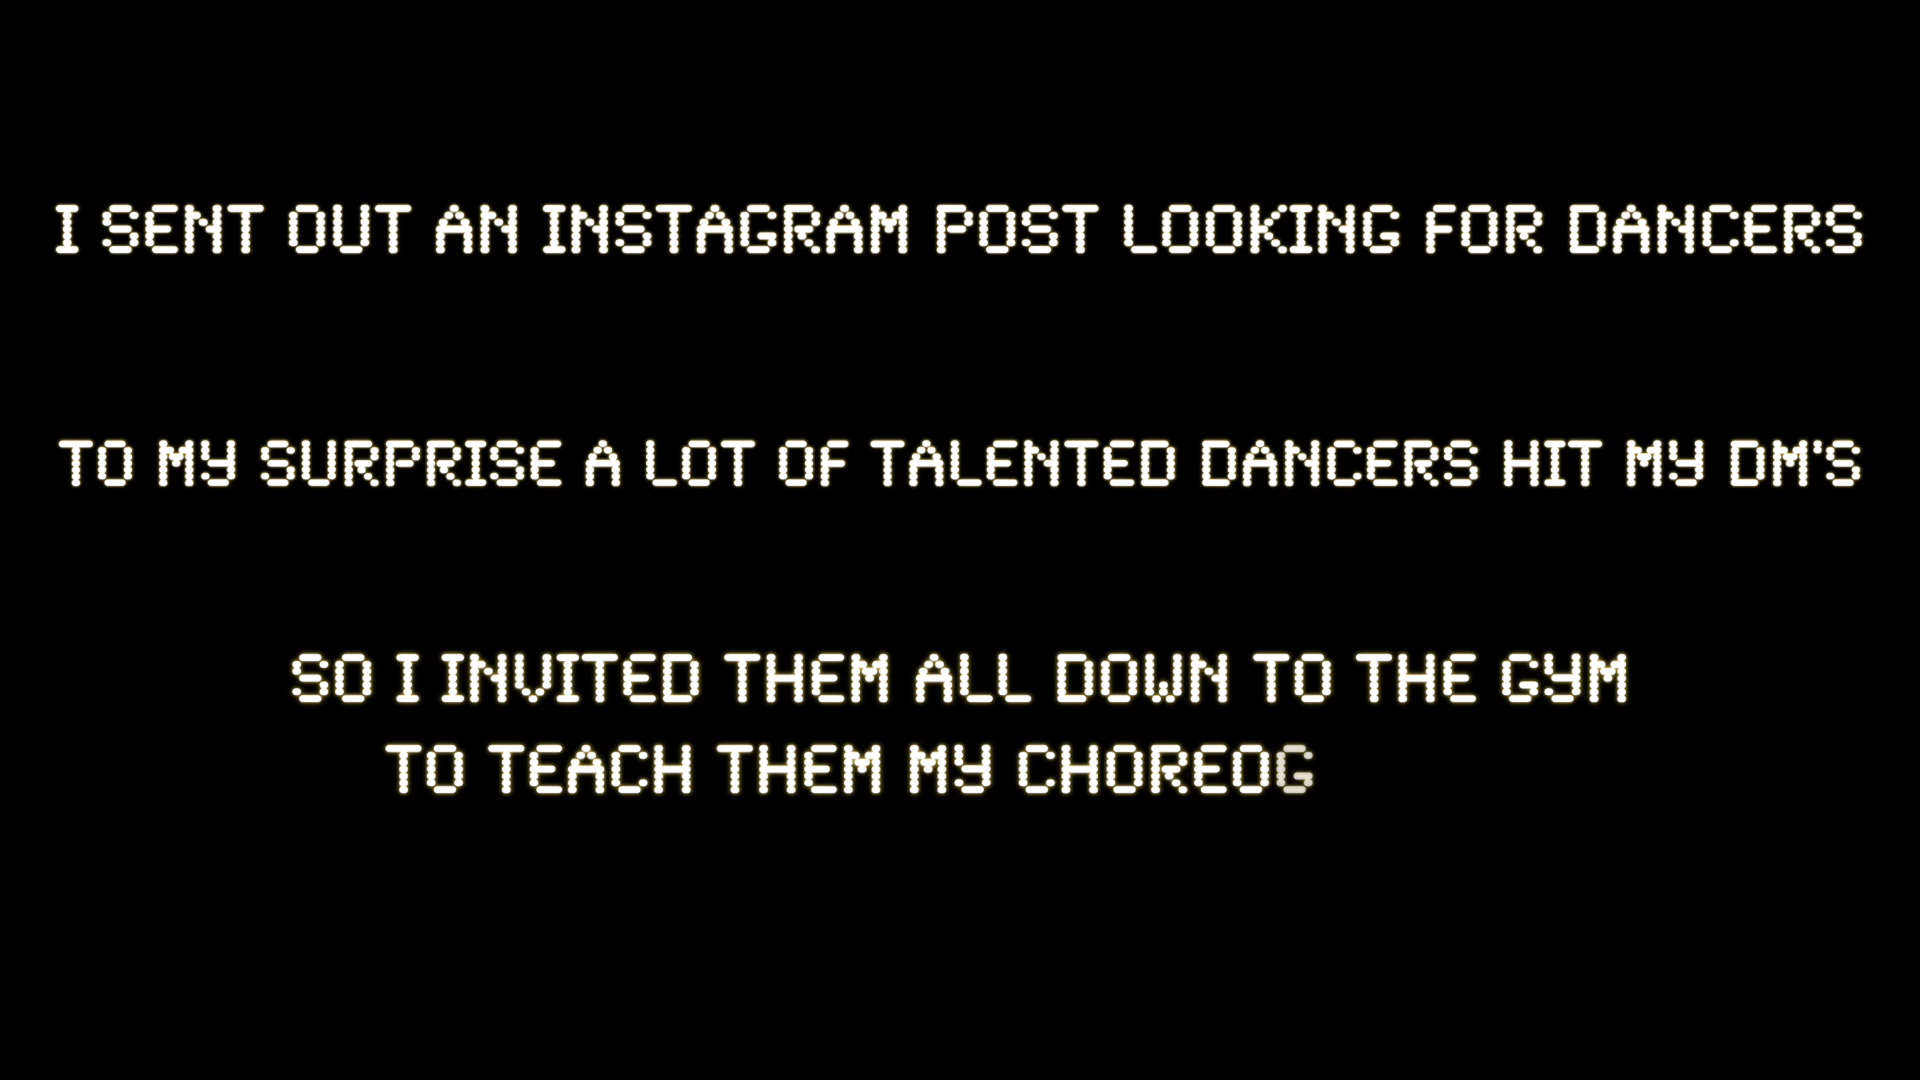 I SENT OUT AN INSTAGRAM POST LOOKING FOR DANCERS
TO MY SURPRISE A LOT OF TALENTED DANCERS HIT MY DM'S
SO I INVITED THEM ALL DOWN TO THE GYM
TO TEACH THEM MY CHOREOG